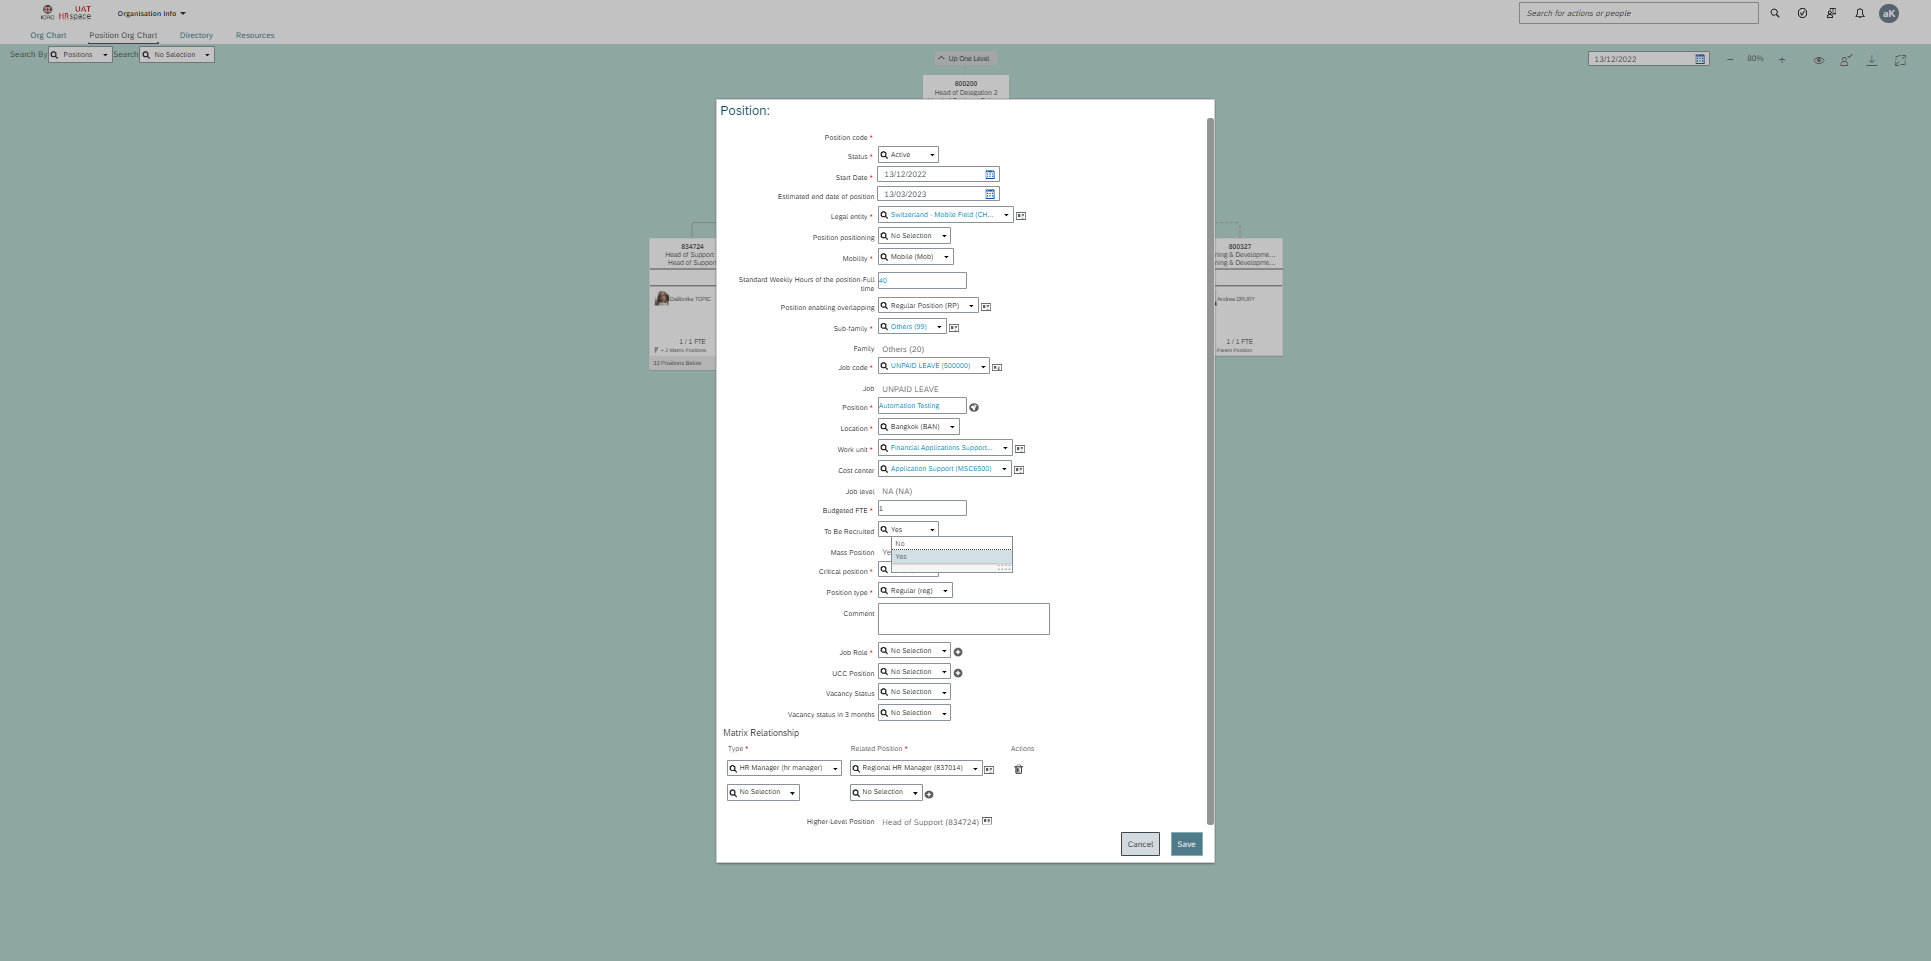 ICRC
UAT
HRspace
Organisation Info
Search for actions or people
aK
Org Chart
Position Org Chart
Directory
Resources
Search By
Positions
Search
No Selection
Up One Level
13/12/2022
80%
800200
Head of Delegation 2
834724
Head of Support
Head of Support
Daliborka TOPIC
1 / 1 FTE
+ 2 Matrix Positions
33 Positions Below
800327
ning & Developme...
ning & Developme...
Andrea DRURY
1 / 1 FTE
Parent Position
Position:
Position code *
Status * Active
Start Date * 13/12/2022
Estimated end date of position 13/03/2023
Legal entity * Switzerland - Mobile Field (CH...
Position positioning No Selection
Mobility * Mobile (Mob)
Standard Weekly Hours of the position-Full
time 40
Position enabling overlapping Regular Position (RP)
Sub-family * Others (99)
Family Others (20)
Job code * UNPAID LEAVE (500000)
Job UNPAID LEAVE
Position * Automation Testing
Location * Bangkok (BAN)
Work unit * Financial Applications Support...
Cost center Application Support (MSC6500)
Job level NA (NA)
Budgeted FTE * 1
To Be Recruited Yes
No
Mass Position Ye
Yes
Critical position *
Position type * Regular (reg)
Comment
Job Role * No Selection
UCC Position No Selection
Vacancy Status No Selection
Vacancy status in 3 months No Selection
Matrix Relationship
Type * Related Position * Actions
HR Manager (hr manager) Regional HR Manager (837014)
No Selection No Selection
Higher-Level Position Head of Support (834724)
Cancel Save